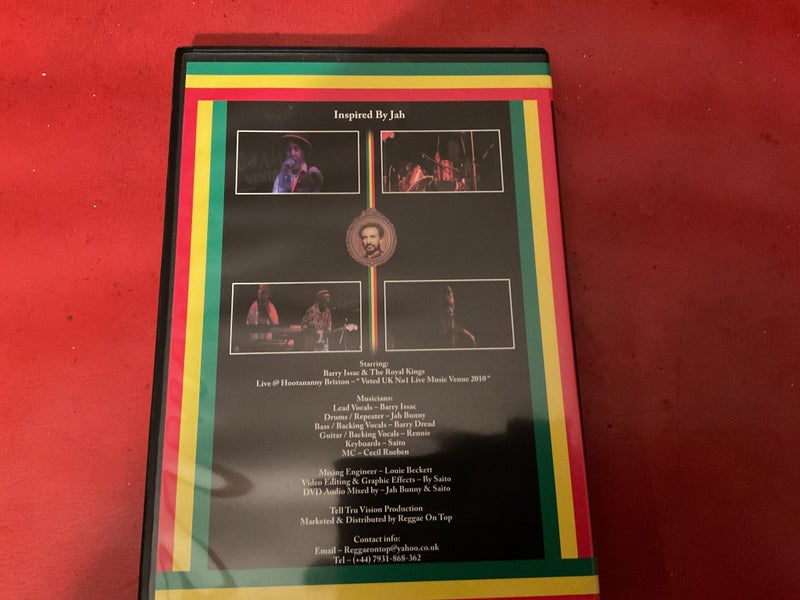 Inspired By Jah
Starring:
Barry Issac & The Royal Kings
Live @ Hootananny Brixton – " Voted UK No1 Live Music Venue 2010 "
Musicians:
Lead Vocals – Barry Issac
Drums / Repeater – Jah Bunny
Bass / Backing Vocals – Barry Dread
Guitar / Backing Vocals – Rennie
Keyboards – Saito
MC – Cecil Rueben
Mixing Engineer – Louie Beckett
Video Editing & Graphic Effects – By Saito
DVD Audio Mixed by – Jah Bunny & Saito
Tell Tru Vision Production
Marketed & Distributed by Reggae On Top
Contact info:
Email – Reggaeontop@yahoo.co.uk
Tel – (+44) 7931-868-362